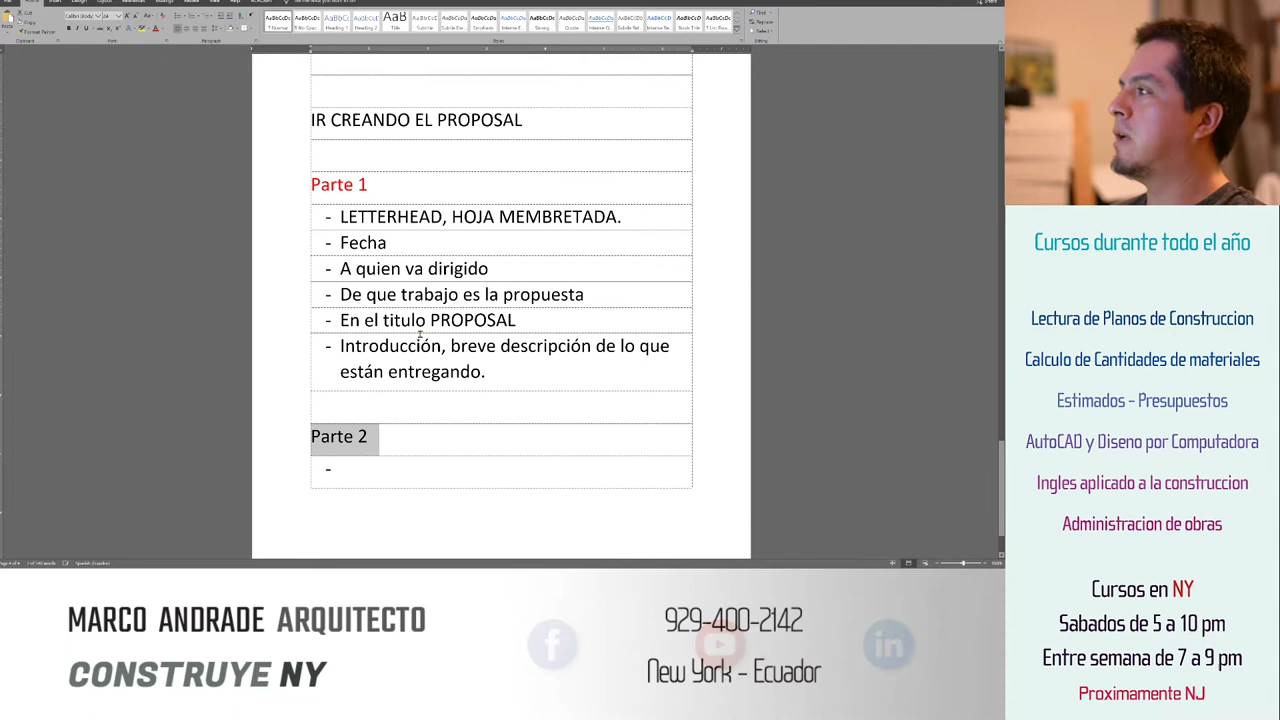 IR CREANDO EL PROPOSAL
Parte 1
- LETTERHEAD, HOJA MEMBRETADA.
- Fecha
- A quien va dirigido
- De que trabajo es la propuesta
- En el titulo PROPOSAL
- Introducción, breve descripción de lo que
están entregando.
Parte 2
-
Cursos durante todo el año
Lectura de Planos de Construccion
Calculo de Cantidades de materiales
Estimados - Presupuestos
AutoCAD y Diseno por Computadora
Ingles aplicado a la construccion
Administracion de obras
Cursos en NY
Sabados de 5 a 10 pm
Entre semana de 7 a 9 pm
Proximamente NJ
MARCO ANDRADE ARQUITECTO
CONSTRUYE NY
929-400-2142
New York - Ecuador